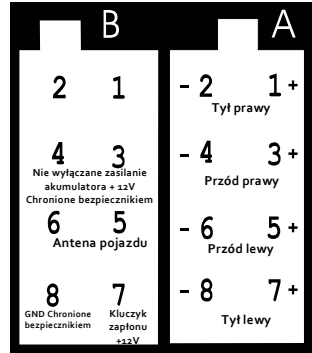 B
2 1
4 3
Nie wyłączane zasilanie
akumulatora + 12V
Chronione bezpiecznikiem
6 5
Antena pojazdu
8 7
GND Chronione
bezpiecznikiem
Kluczyk
zapłonu
+12V
A
- 2 1 +
Tył prawy
- 4 3 +
Przód prawy
- 6 5 +
Przód lewy
- 8 7 +
Tył lewy